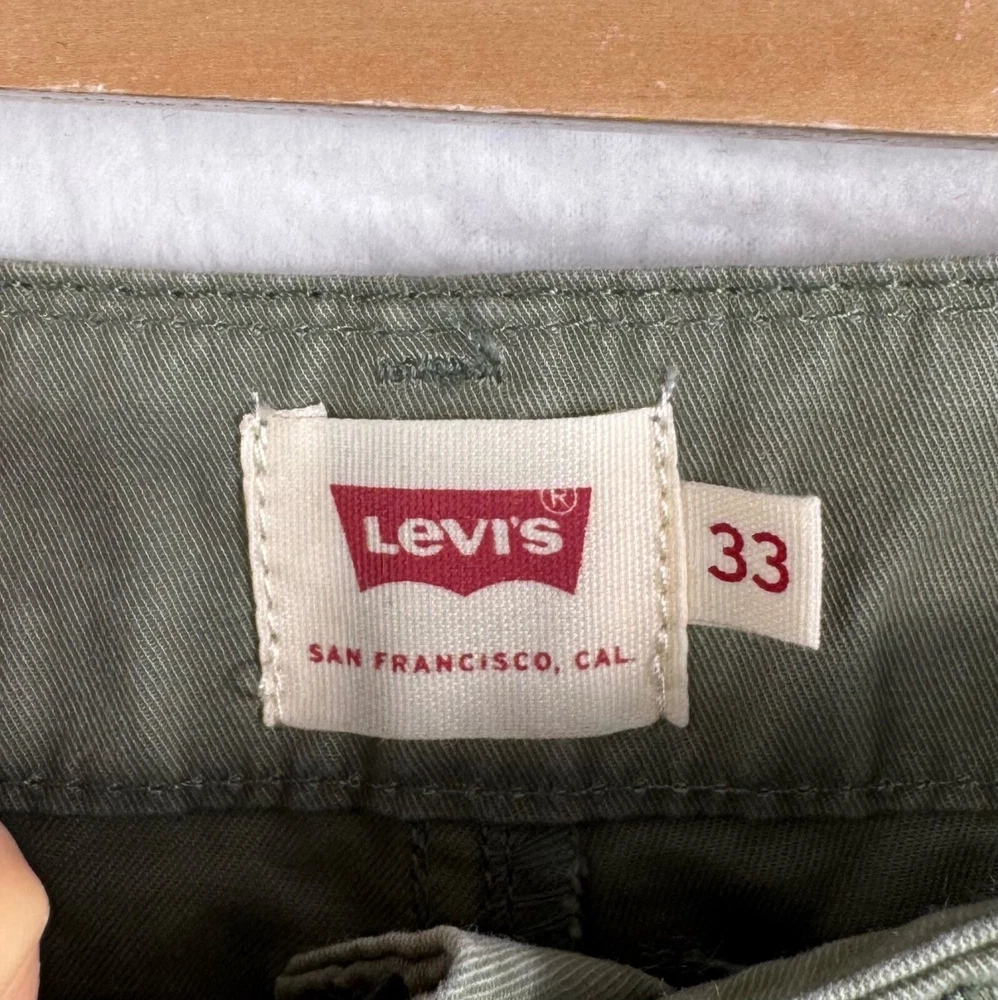 LEVI'S®
33
SAN FRANCISCO, CAL.